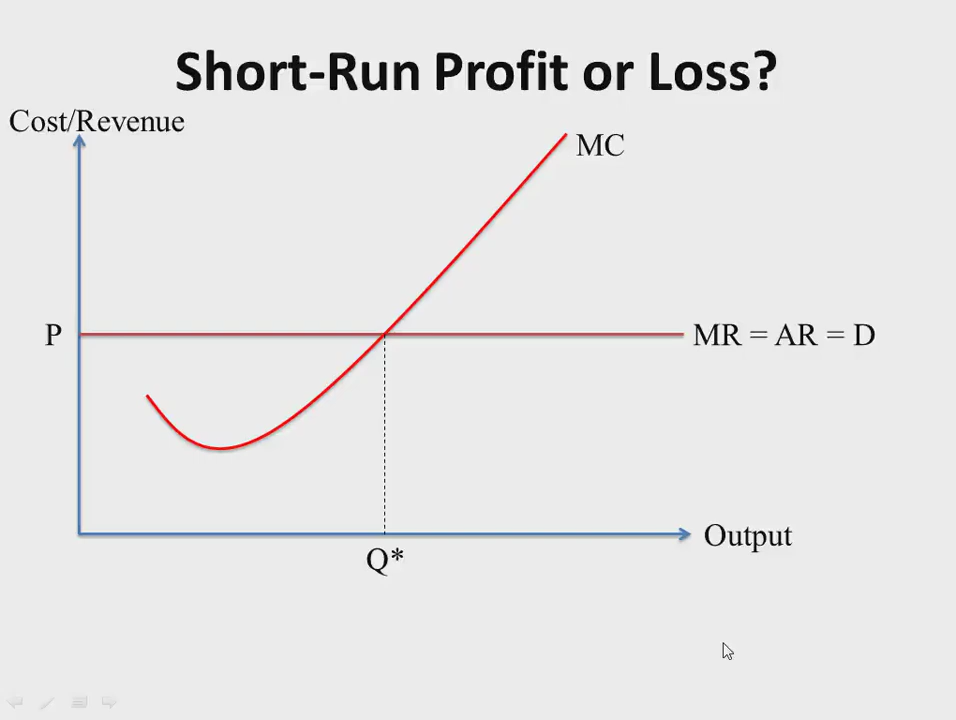 Short-Run Profit or Loss?
Cost/Revenue
MC
P
MR = AR = D
Output
Q*